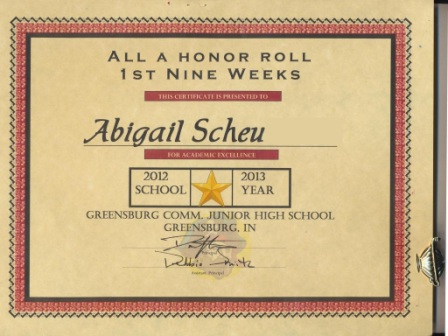 ALL A HONOR ROLL
1ST NINE WEEKS
THIS CERTIFICATE IS PRESENTED TO
Abigail Scheu
FOR ACADEMIC EXCELLENCE
2012 2013
SCHOOL YEAR
GREENSBURG COMM. JUNIOR HIGH SCHOOL
GREENSBURG, IN